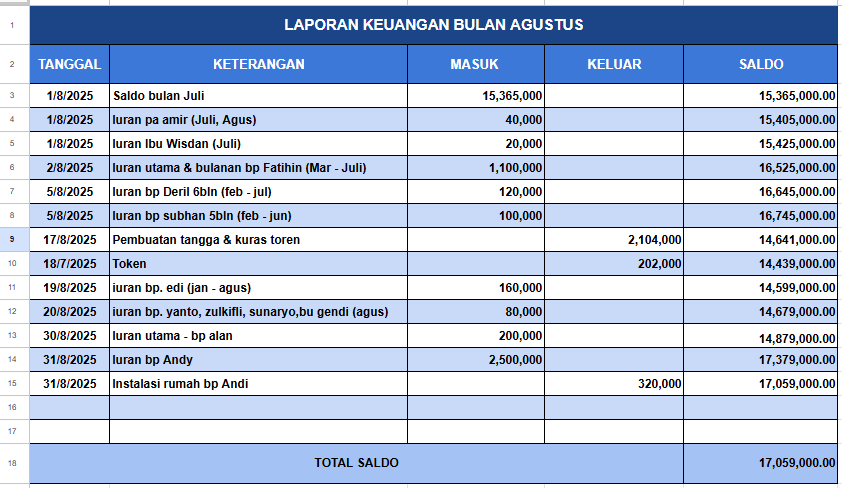 1 LAPORAN KEUANGAN BULAN AGUSTUS
2 TANGGAL KETERANGAN MASUK KELUAR SALDO
3 1/8/2025 Saldo bulan Juli 15,365,000 15,365,000.00
4 1/8/2025 Iuran pa amir (Juli, Agus) 40,000 15,405,000.00
5 1/8/2025 Iuran Ibu Wisdan (Juli) 20,000 15,425,000.00
6 2/8/2025 Iuran utama & bulanan bp Fatihin (Mar - Juli) 1,100,000 16,525,000.00
7 5/8/2025 Iuran bp Deril 6bln (feb - jul) 120,000 16,645,000.00
8 5/8/2025 Iuran bp subhan 5bln (feb - jun) 100,000 16,745,000.00
9 17/8/2025 Pembuatan tangga & kuras toren 2,104,000 14,641,000.00
10 18/7/2025 Token 202,000 14,439,000.00
11 19/8/2025 iuran bp. edi (jan - agus) 160,000 14,599,000.00
12 20/8/2025 iuran bp. yanto, zulkifli, sunaryo,bu gendi (agus) 80,000 14,679,000.00
13 30/8/2025 Iuran utama - bp alan 200,000 14,879,000.00
14 31/8/2025 Iuran bp Andy 2,500,000 17,379,000.00
15 31/8/2025 Instalasi rumah bp Andi 320,000 17,059,000.00
16
17
18 TOTAL SALDO 17,059,000.00